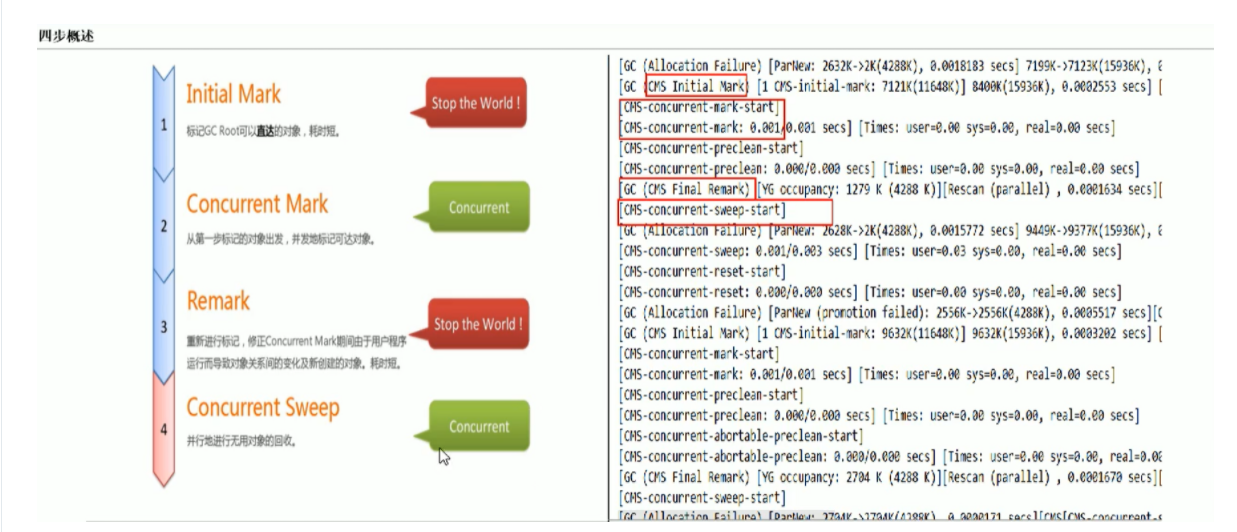 四步概述
1
Initial Mark
标记GC Root可以直达的对象，耗时短。
Stop the World！
2
Concurrent Mark
从第一步标记的对象出发，并发地标记可达对象。
Concurrent
3
Remark
重新进行标记，修正Concurrent Mark期间由于用户程序
运行而导致对象关系间的变化及新创建的对象。耗时短。
Stop the World！
4
Concurrent Sweep
并行地进行无用对象的回收。
Concurrent
[GC (Allocation Failure) [ParNew: 2632K->2K(4288K), 0.0018183 secs] 7199K->7123K(15936K),
[GC (CMS Initial Mark) [1 CMS-initial-mark: 7121K(11648K)] 8400K(15936K), 0.0002553 secs] [
[CMS-concurrent-mark-start]
[CMS-concurrent-mark: 0.001/0.001 secs] [Times: user=0.00 sys=0.00, real=0.00 secs]
[CMS-concurrent-preclean-start]
[CMS-concurrent-preclean: 0.000/0.000 secs] [Times: user=0.00 sys=0.00, real=0.00 secs]
[GC (CMS Final Remark) [YG occupancy: 1279 K (4288 K)][Rescan (parallel) , 0.0001634 secs][
[CMS-concurrent-sweep-start]
[GC (Allocation Failure) [ParNew: 2628K->2K(4288K), 0.0015772 secs] 9449K->9377K(15936K),
[CMS-concurrent-sweep: 0.001/0.003 secs] [Times: user=0.03 sys=0.00, real=0.00 secs]
[CMS-concurrent-reset-start]
[CMS-concurrent-reset: 0.000/0.000 secs] [Times: user=0.00 sys=0.00, real=0.00 secs]
[GC (Allocation Failure) [ParNew (promotion failed): 2556K->2556K(4288K), 0.0005517 secs][
[GC (CMS Initial Mark) [1 CMS-initial-mark: 9632K(11648K)] 9632K(15936K), 0.0003202 secs] [
[CMS-concurrent-mark-start]
[CMS-concurrent-mark: 0.001/0.001 secs] [Times: user=0.00 sys=0.00, real=0.00 secs]
[CMS-concurrent-preclean-start]
[CMS-concurrent-preclean: 0.000/0.000 secs] [Times: user=0.00 sys=0.00, real=0.00 secs]
[CMS-concurrent-abortable-preclean-start]
[CMS-concurrent-abortable-preclean: 0.000/0.000 secs] [Times: user=0.00 sys=0.00, real=0.00
[GC (CMS Final Remark) [YG occupancy: 2704 K (4288 K)][Rescan (parallel) , 0.0001670 secs][
[CMS-concurrent-sweep-start]
[GC (Allocation Failure) [ParNew: 2704K->2704K(4288K), 0.0000171 secs][CMS[CMS-concurrent-s